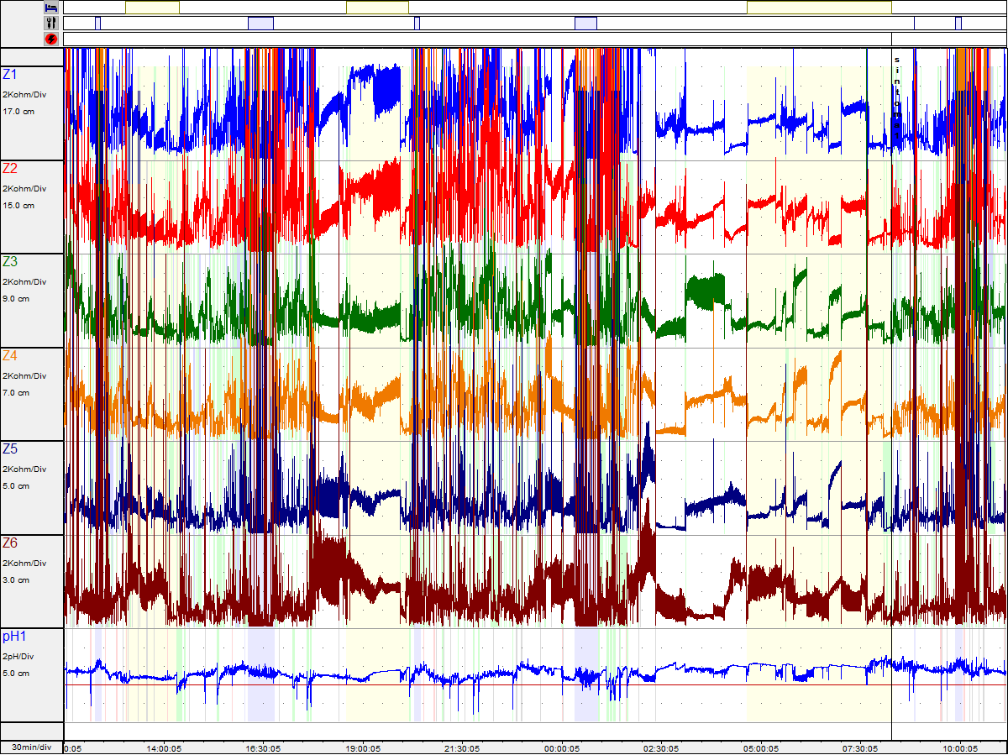 Z1
2Kohm/Div
17.0 cm
Z2
2Kohm/Div
15.0 cm
Z3
2Kohm/Div
9.0 cm
Z4
2Kohm/Div
7.0 cm
Z5
2Kohm/Div
5.0 cm
Z6
2Kohm/Div
3.0 cm
pH1
2pH/Div
5.0 cm
30min/div
0:05
14:00:05
16:30:05
19:00:05
21:30:05
00:00:05
02:30:05
05:00:05
07:30:05
10:00:05